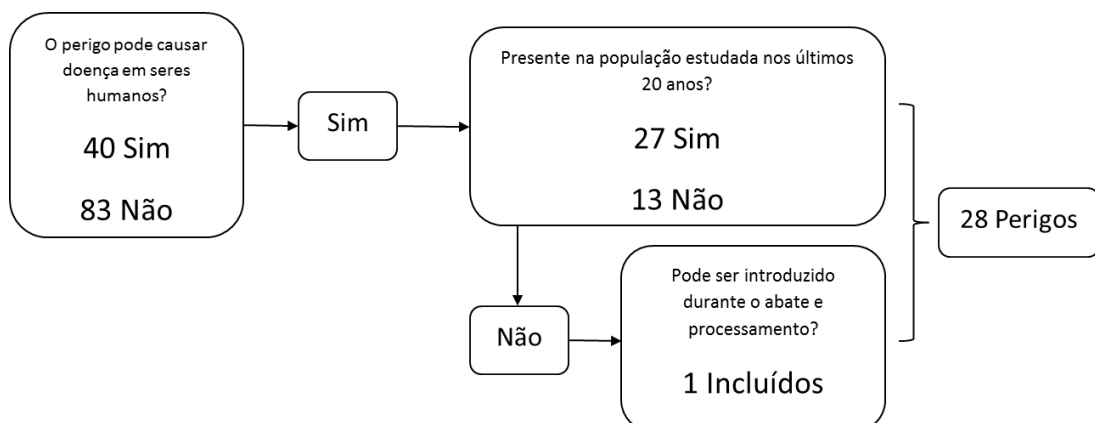 O perigo pode causar
doença em seres
humanos?
40 Sim
83 Não
Sim
Presente na população estudada nos últimos
20 anos?
27 Sim
13 Não
Não
Pode ser introduzido
durante o abate e
processamento?
1 Incluídos
28 Perigos